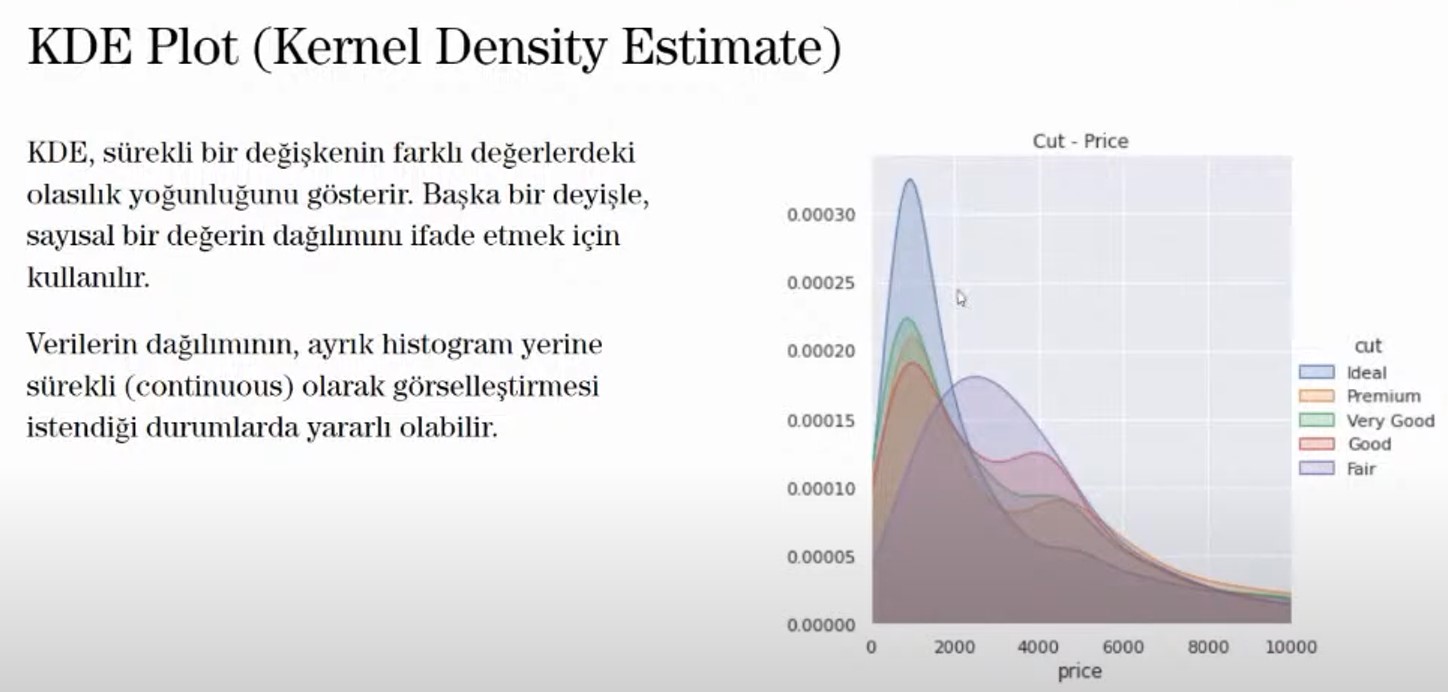 KDE Plot (Kernel Density Estimate)
KDE, sürekli bir değişkenin farklı değerlerdeki
olasılık yoğunluğunu gösterir. Başka bir deyişle,
sayısal bir değerin dağılımını ifade etmek için
kullanılır.
Verilerin dağılımının, ayrık histogram yerine
sürekli (continuous) olarak görselleştirmesi
istendiği durumlarda yararlı olabilir.
Cut - Price
0.00030
0.00025
0.00020
0.00015
0.00010
0.00005
0.00000
0 2000 4000 6000 8000 10000
price
cut
Ideal
Premium
Very Good
Good
Fair